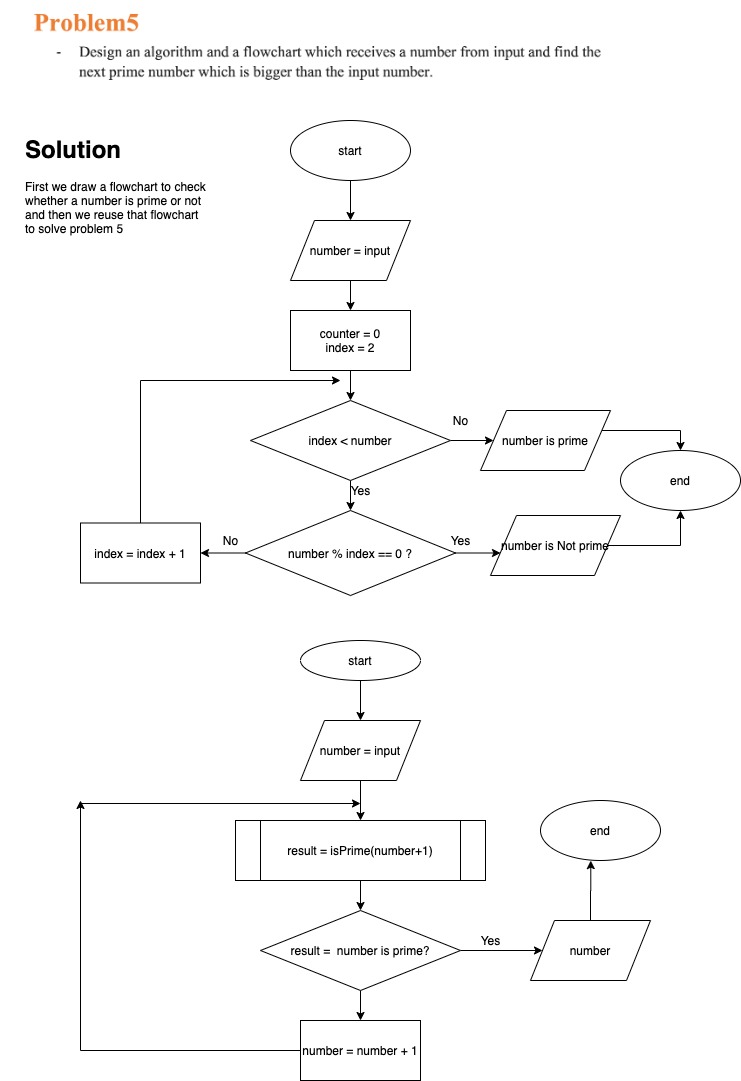 Problem5
- Design an algorithm and a flowchart which receives a number from input and find the
next prime number which is bigger than the input number.
Solution
First we draw a flowchart to check
whether a number is prime or not
and then we reuse that flowchart
to solve problem 5
start
number = input
counter = 0
index = 2
index < number
No
number is prime
end
Yes
number % index == 0 ?
No
index = index + 1
Yes
number is Not prime
start
number = input
result = isPrime(number+1)
end
result = number is prime?
Yes
number
number = number + 1